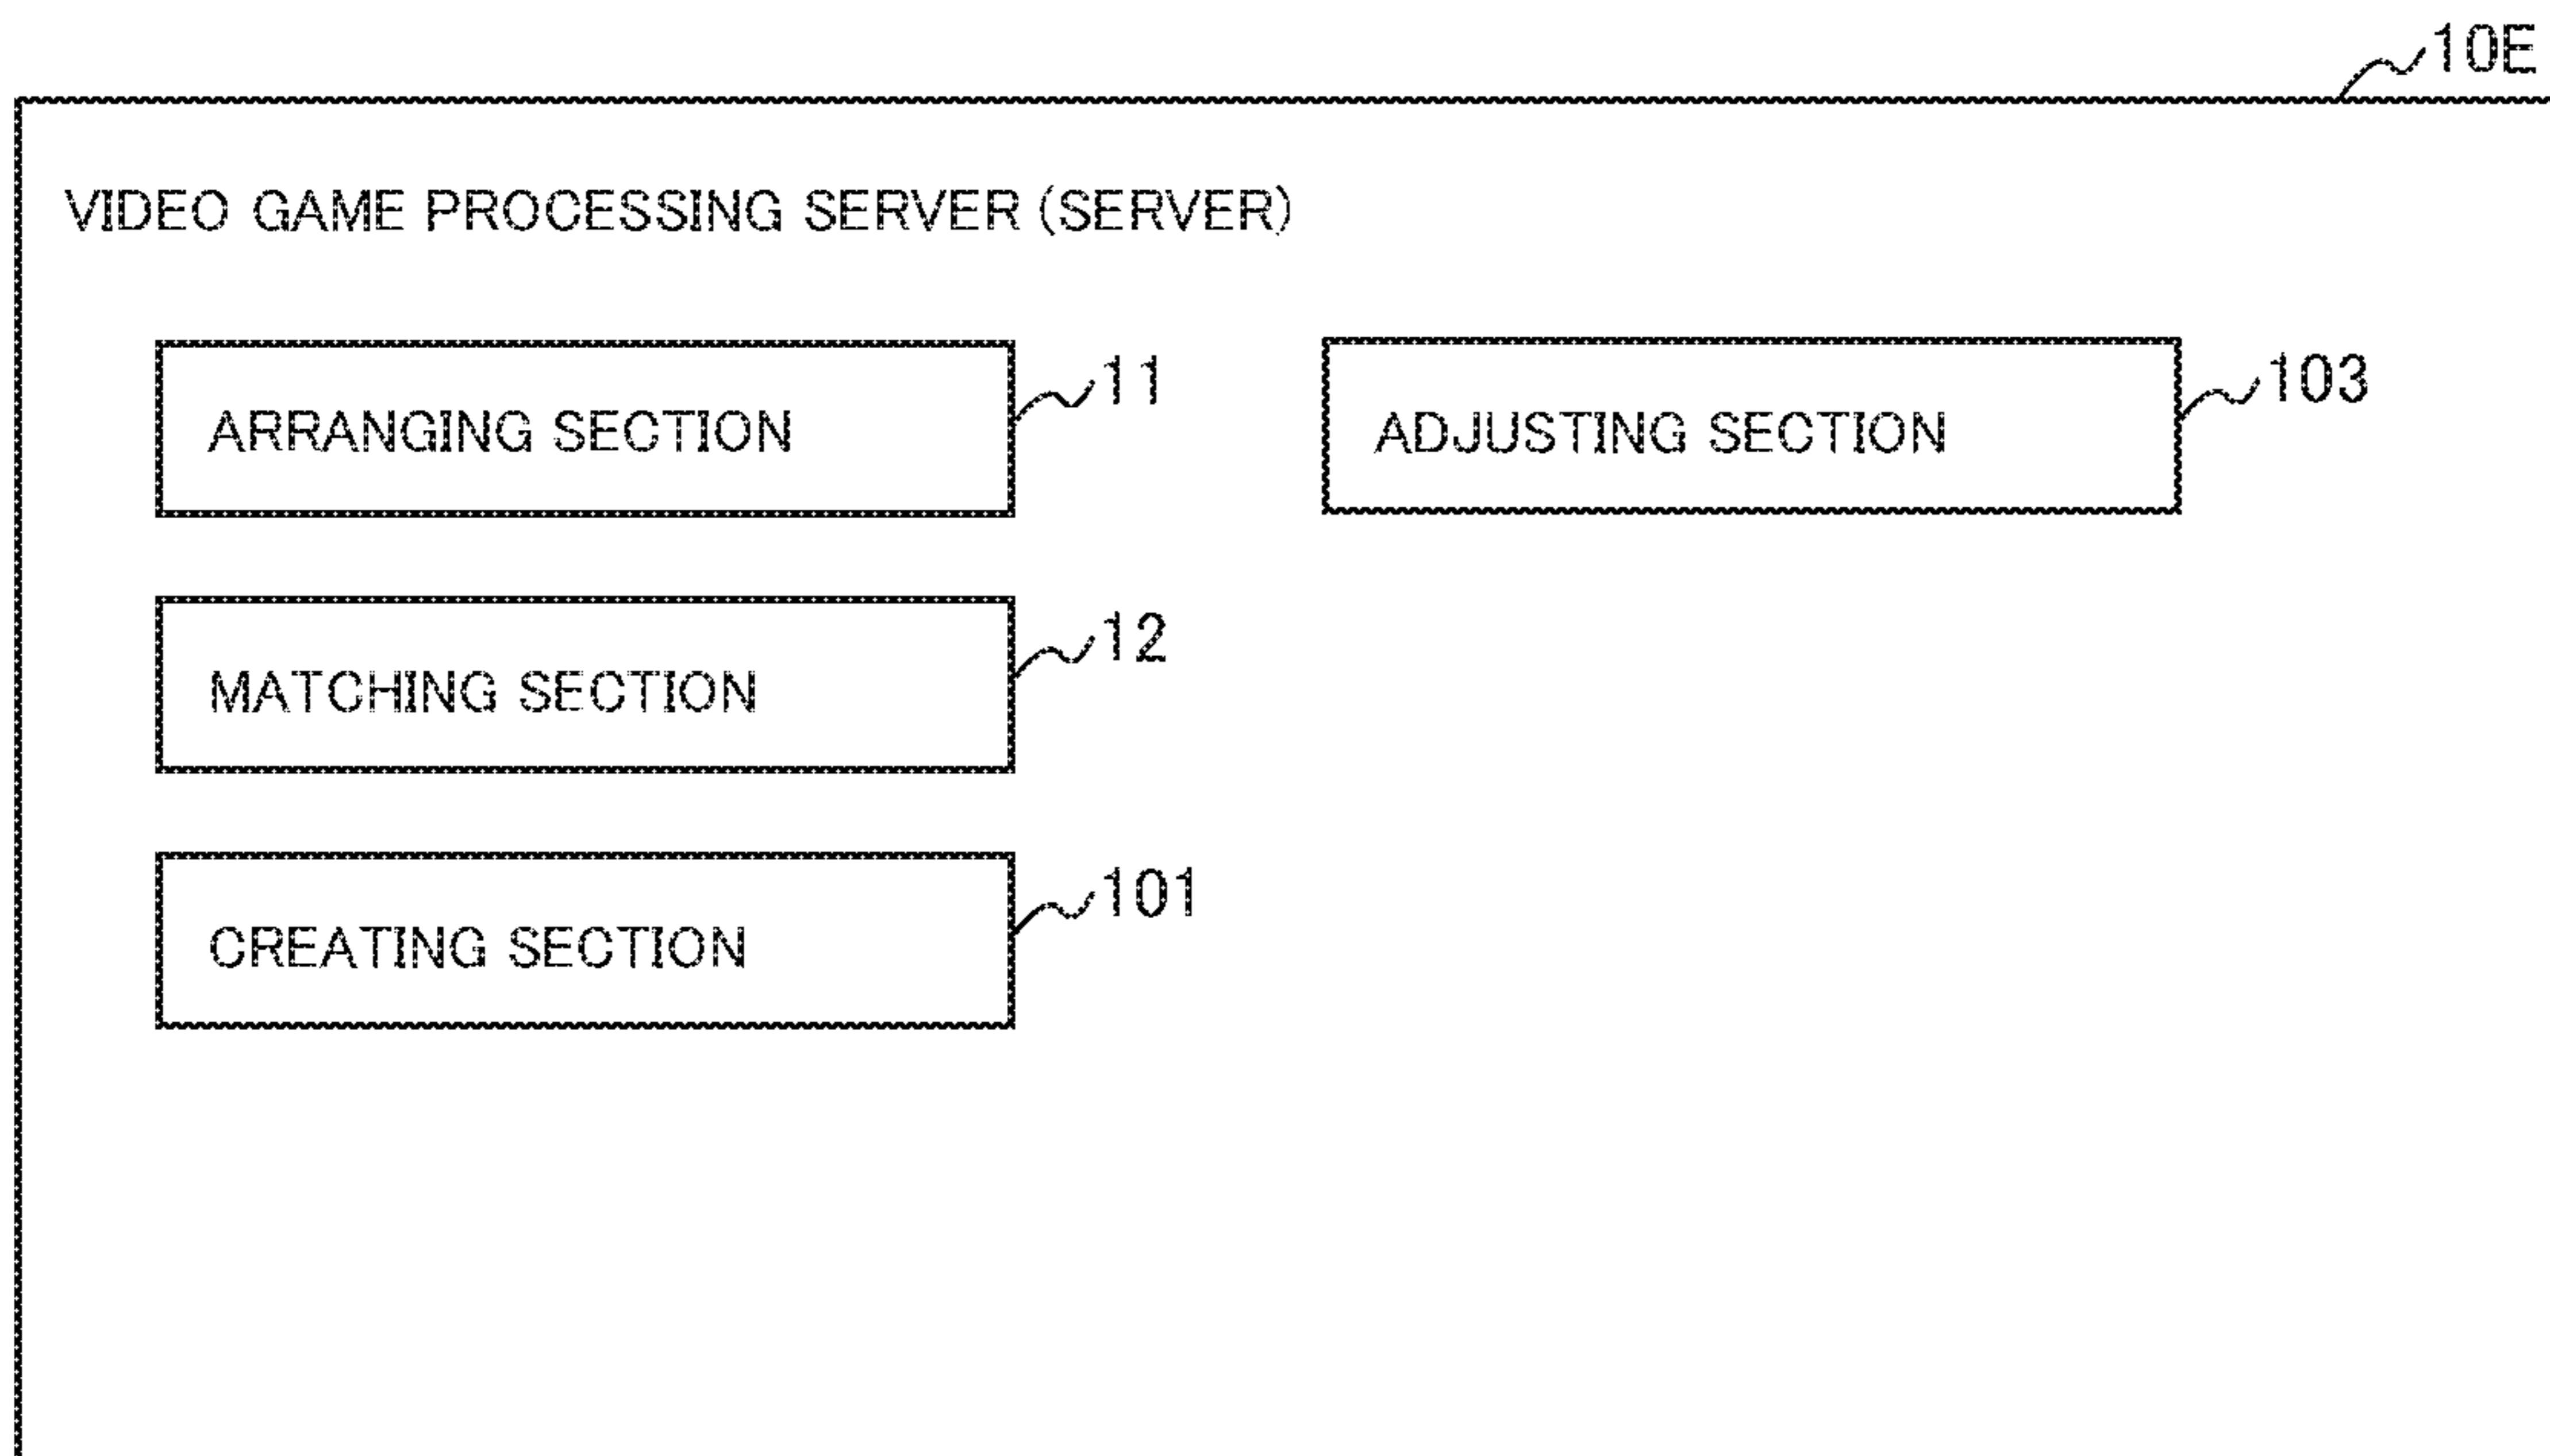 10E
VIDEO GAME PROCESSING SERVER (SERVER)
ARRANGING SECTION
11
ADJUSTING SECTION
103
MATCHING SECTION
12
CREATING SECTION
101